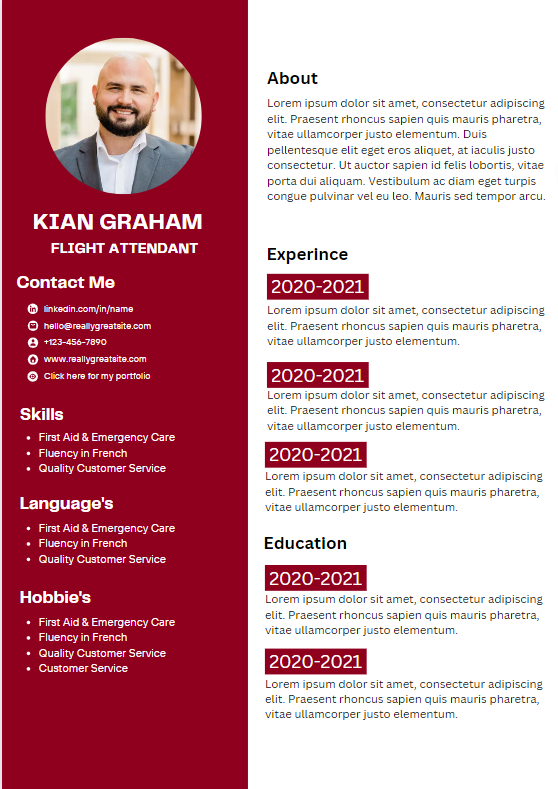 KIAN GRAHAM
FLIGHT ATTENDANT
Contact Me
linkedin.com/in/name
hello@reallygreatsite.com
+123-456-7890
www.reallygreatsite.com
Click here for my portfolio
Skills
• First Aid & Emergency Care
• Fluency in French
• Quality Customer Service
Language's
• First Aid & Emergency Care
• Fluency in French
• Quality Customer Service
Hobbie's
• First Aid & Emergency Care
• Fluency in French
• Quality Customer Service
• Customer Service
About
Lorem ipsum dolor sit amet, consectetur adipiscing
elit. Praesent rhoncus sapien quis mauris pharetra,
vitae ullamcorper justo elementum. Duis
pellentesque elit eget eros aliquet, at iaculis justo
consectetur. Ut auctor sapien id felis lobortis, vitae
porta dui aliquam. Vestibulum ac diam eget turpis
congue pulvinar vel eu leo. Mauris sed tempor arcu.
Experince
2020-2021
Lorem ipsum dolor sit amet, consectetur adipiscing
elit. Praesent rhoncus sapien quis mauris pharetra,
vitae ullamcorper justo elementum.
2020-2021
Lorem ipsum dolor sit amet, consectetur adipiscing
elit. Praesent rhoncus sapien quis mauris pharetra,
vitae ullamcorper justo elementum.
2020-2021
Lorem ipsum dolor sit amet, consectetur adipiscing
elit. Praesent rhoncus sapien quis mauris pharetra,
vitae ullamcorper justo elementum.
Education
2020-2021
Lorem ipsum dolor sit amet, consectetur adipiscing
elit. Praesent rhoncus sapien quis mauris pharetra,
vitae ullamcorper justo elementum.
2020-2021
Lorem ipsum dolor sit amet, consectetur adipiscing
elit. Praesent rhoncus sapien quis mauris pharetra,
vitae ullamcorper justo elementum.